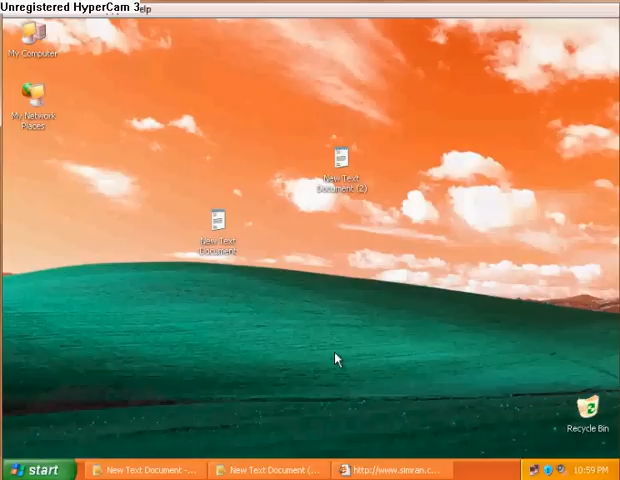 Unregistered HyperCam 3
elp
My Computer
My Network
Places
New Text
Document (2)
New Text
Document
Recycle Bin
start
New Text Document -...
New Text Document (...
http://www.simran.c...
10:59 PM